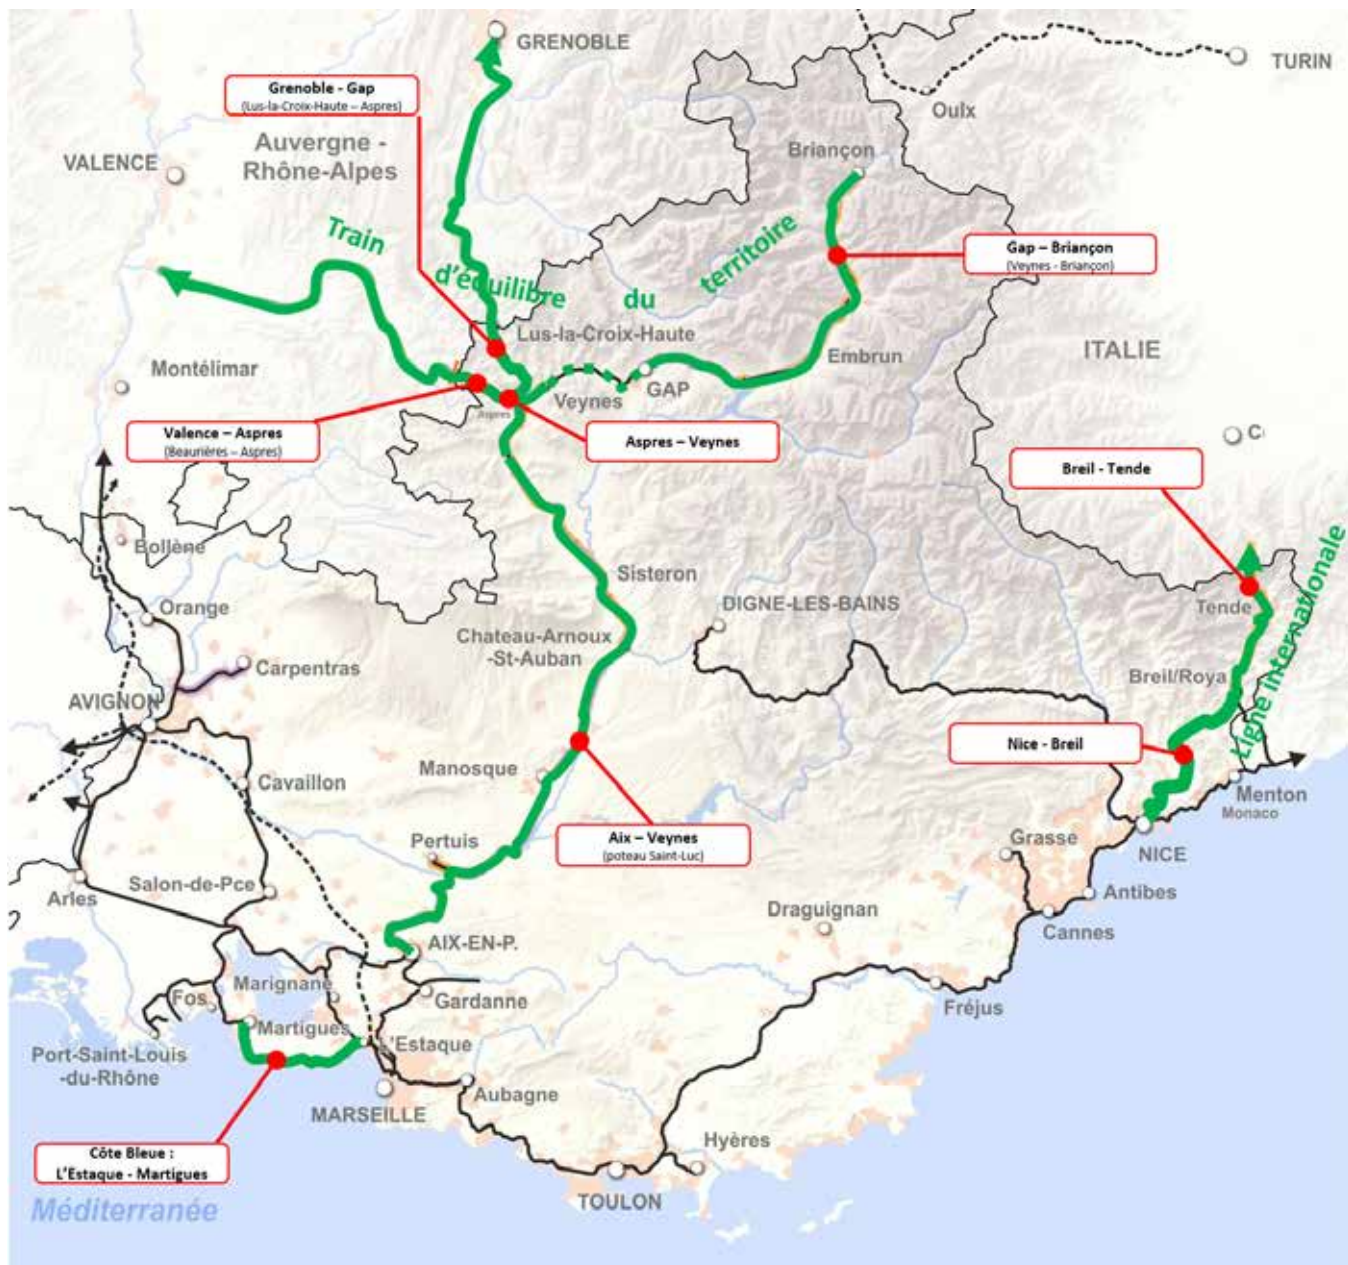 GRENOBLE
TURIN
Grenoble - Gap
(Lus-la-Croix-Haute – Aspres)
Oulx
Auvergne -
Rhône-Alpes
VALENCE
Briançon
Train
d'équilibre
du
territoire
Gap – Briançon
(Veynes - Briançon)
Lus-la-Croix-Haute
Embrun
ITALIE
Montélimar
GAP
Veynes
Aspres
Valence – Aspres
(Beaurières – Aspres)
Aspres – Veynes
Breil - Tende
Bollène
Sisteron
Ligne internationale
Orange
DIGNE-LES-BAINS
Tende
Chateau-Arnoux
-St-Auban
Carpentras
Breil/Roya
AVIGNON
Nice - Breil
Manosque
Cavaillon
Menton
Monaco
Pertuis
Aix – Veynes
(poteau Saint-Luc)
Grasse
NICE
Arles
Salon-de-Pce
Antibes
Draguignan
Cannes
AIX-EN-P.
Marignane
Fos
Gardanne
Fréjus
Martigues
L'Estaque
Port-Saint-Louis
-du-Rhône
Aubagne
MARSEILLE
Hyères
Côte Bleue :
L'Estaque - Martigues
TOULON
Méditerranée